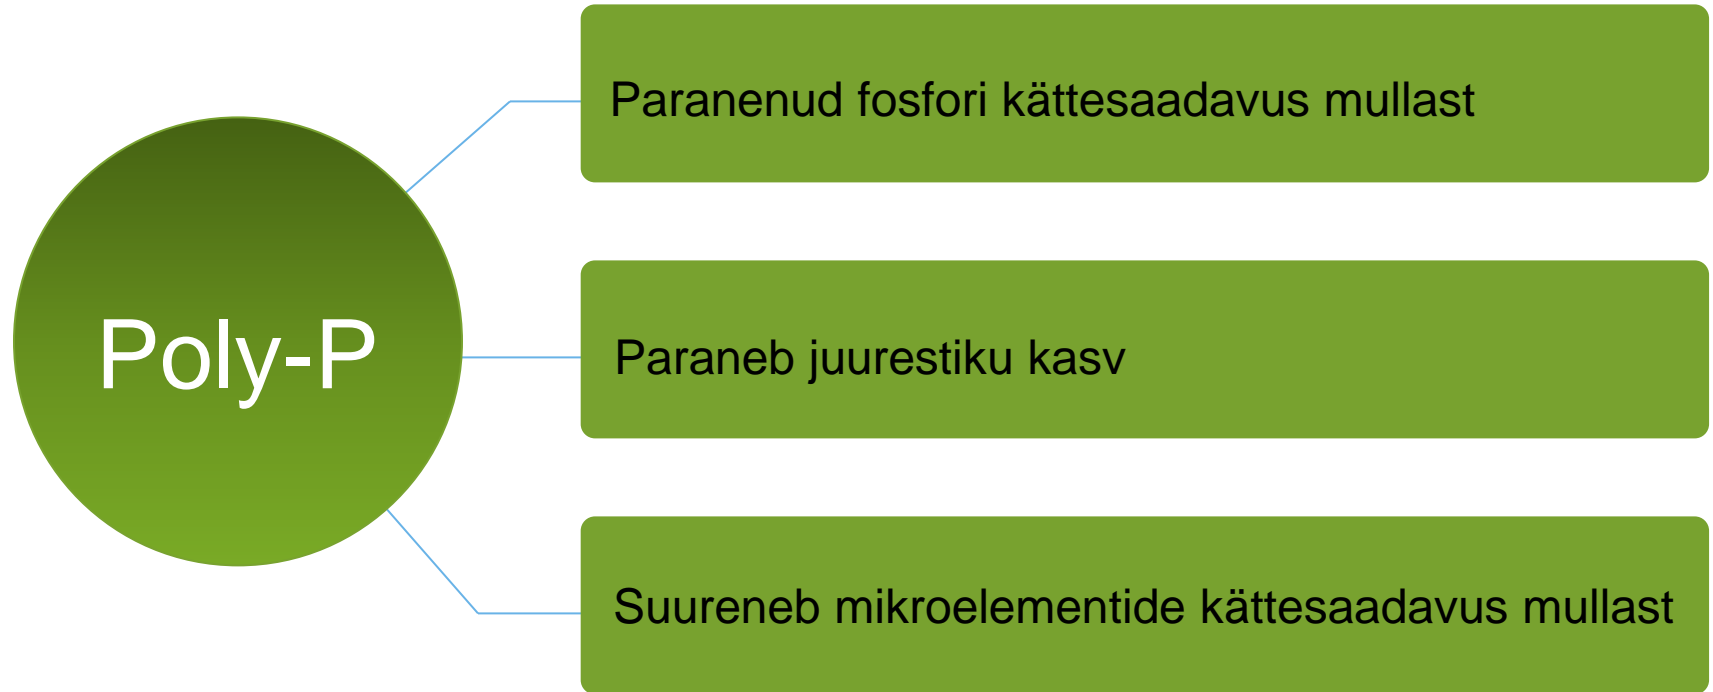 Poly-P
Paranenud fosfori kättesaadavus mullast
Paraneb juurestiku kasv
Suureneb mikroelementide kättesaadavus mullast